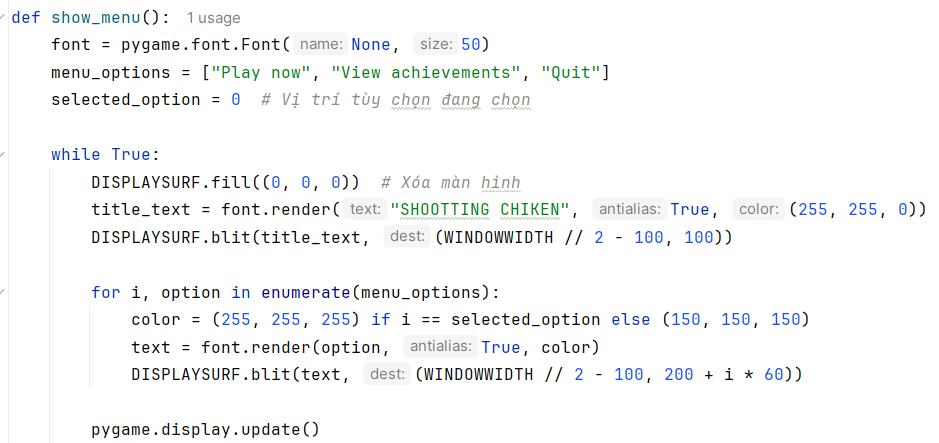 def show_menu():  1 usage
    font = pygame.font.Font( name: None,  size: 50)
    menu_options = ["Play now", "View achievements", "Quit"]
    selected_option = 0  # Vị trí tùy chọn đang chọn
    while True:
        DISPLAYSURF.fill((0, 0, 0))  # Xóa màn hình
        title_text = font.render( text: "SHOOTTING CHIKEN",  antialias: True,  color: (255, 255, 0))
        DISPLAYSURF.blit(title_text,  dest: (WINDOWWIDTH // 2 - 100, 100))
        for i, option in enumerate(menu_options):
            color = (255, 255, 255) if i == selected_option else (150, 150, 150)
            text = font.render(option,  antialias: True, color)
            DISPLAYSURF.blit(text,  dest: (WINDOWWIDTH // 2 - 100, 200 + i * 60))
        pygame.display.update()